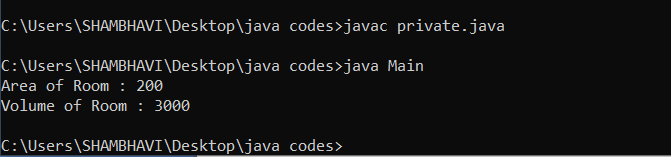 C:\Users\SHAMBHAVI\Desktop\java codes>javac private.java
C:\Users\SHAMBHAVI\Desktop\java codes>java Main
Area of Room : 200
Volume of Room : 3000
C:\Users\SHAMBHAVI\Desktop\java codes>